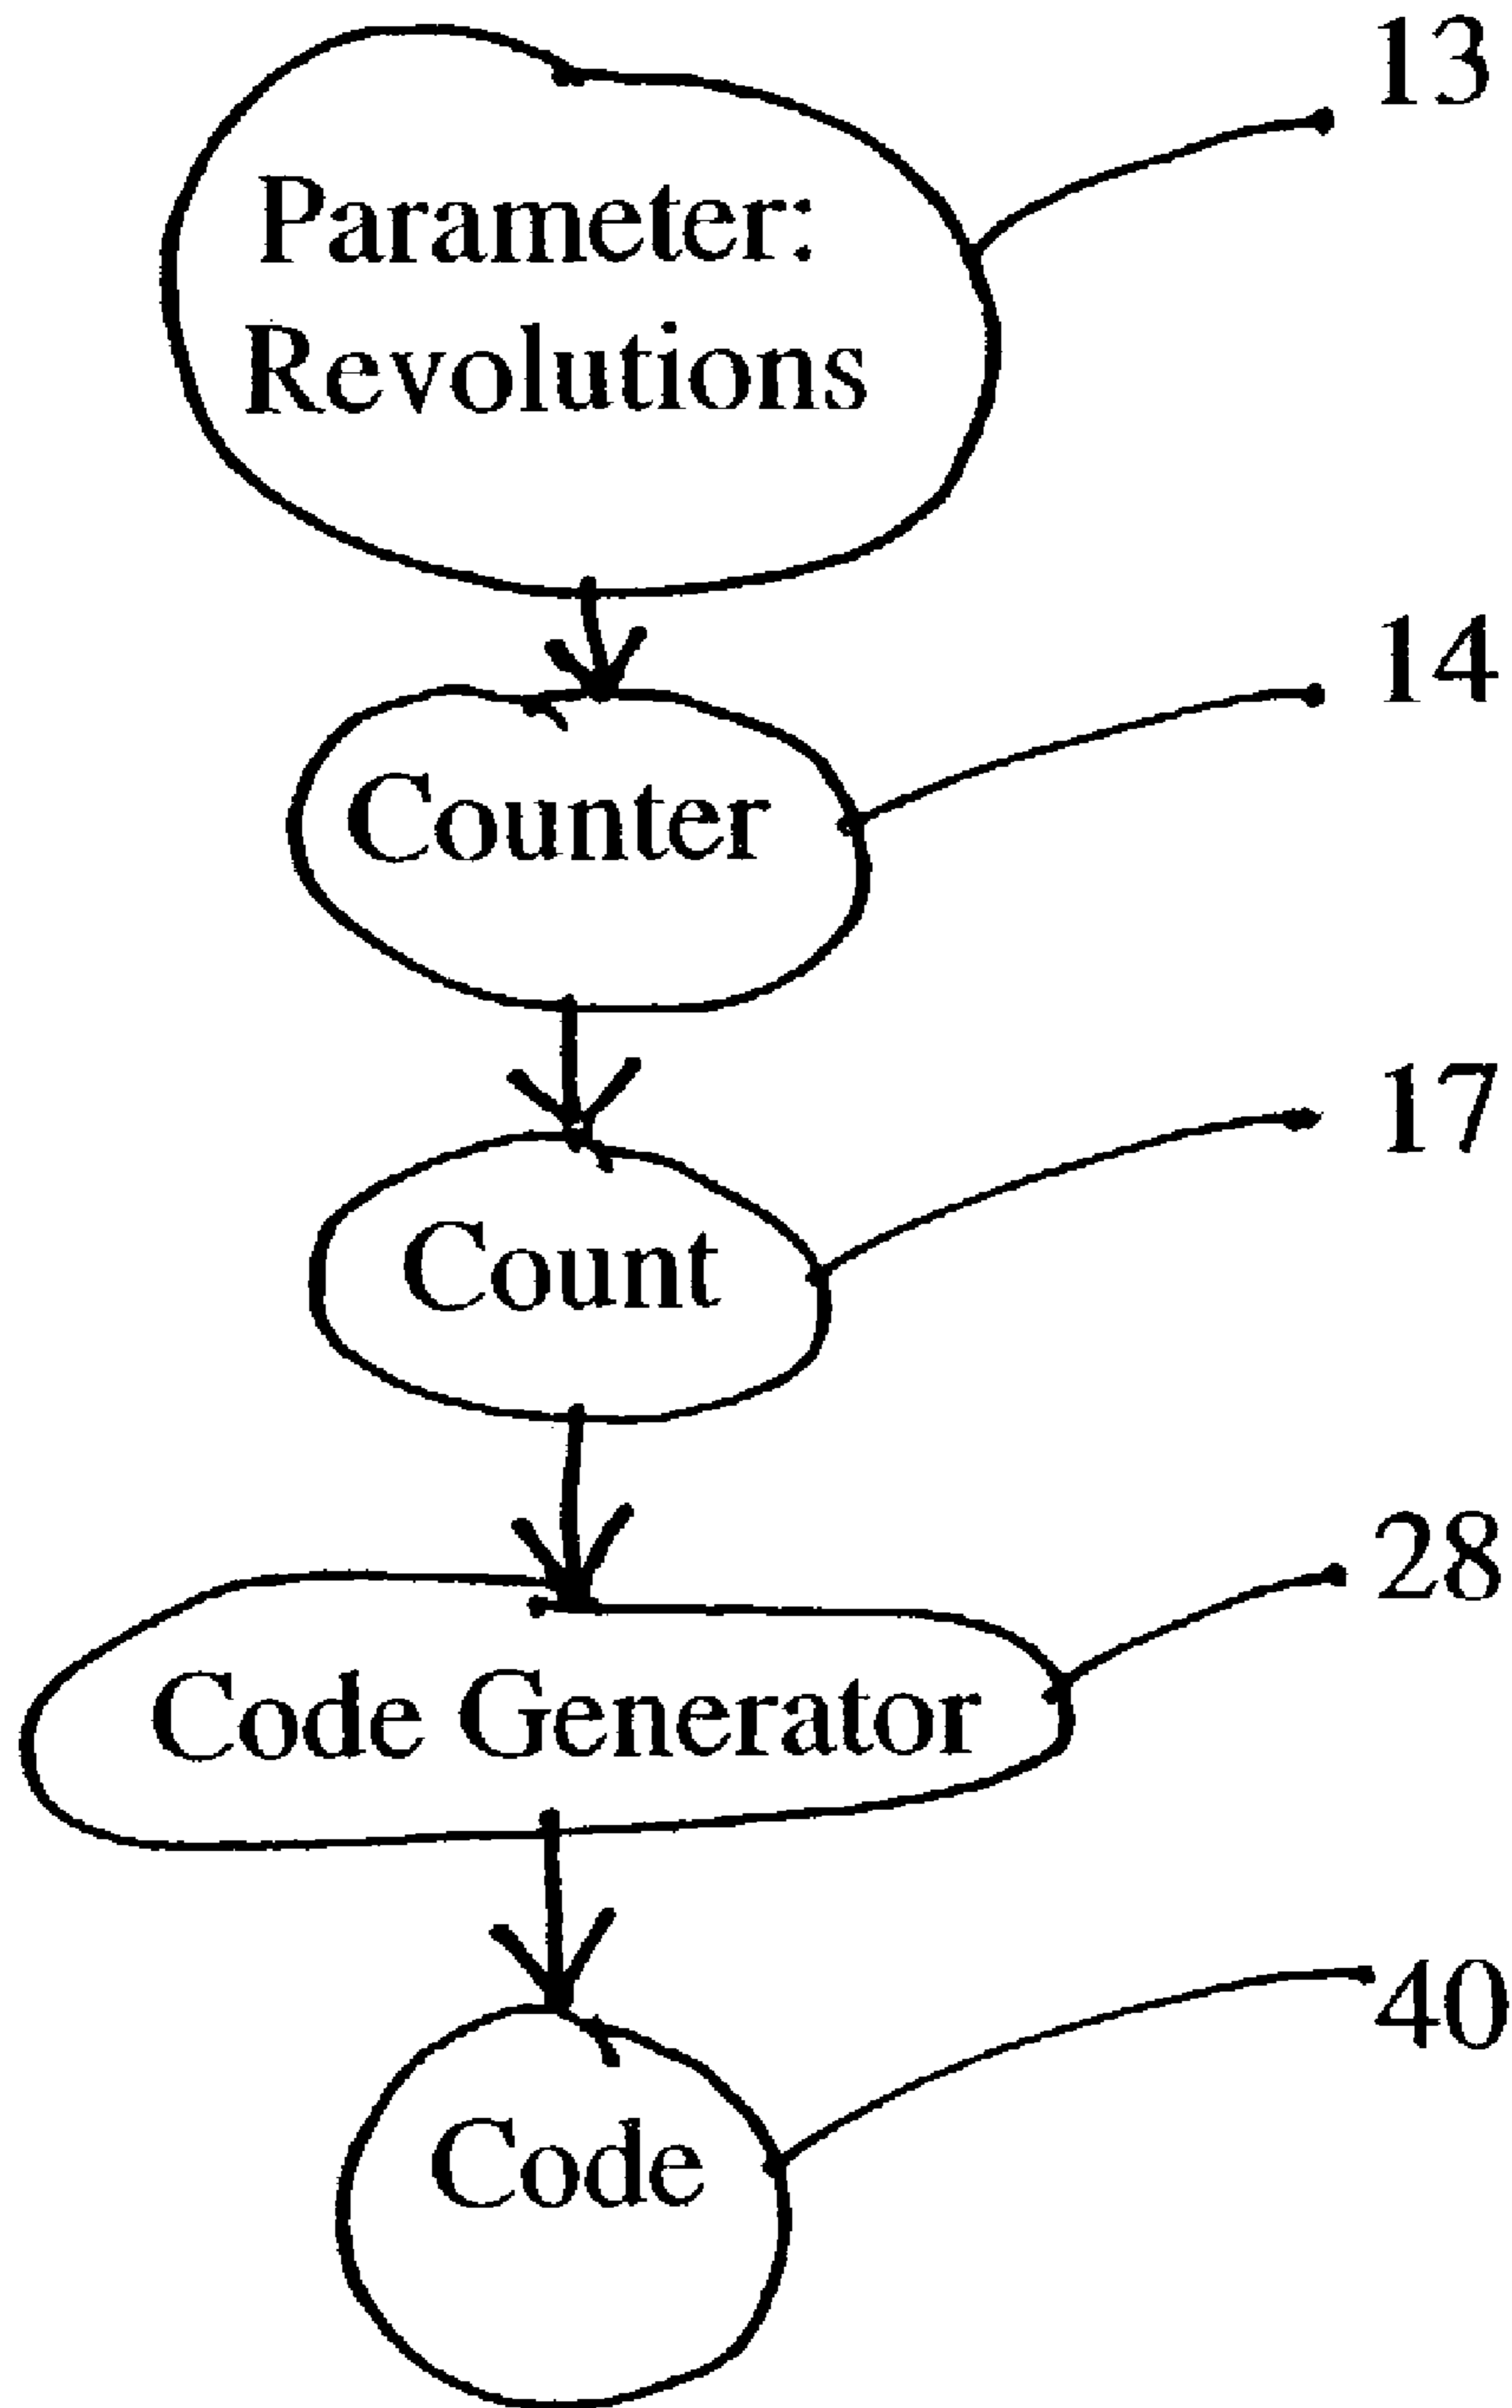 13
Parameter:
Revolutions
14
Counter
17
Count
28
Code Generator
40
Code